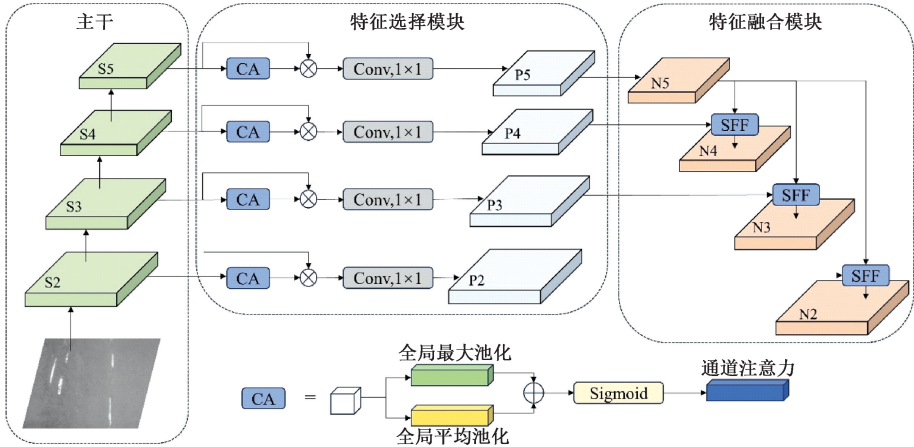 主干
特征选择模块
特征融合模块
S5
CA
Conv,1×1
P5
N5
S4
CA
Conv,1×1
P4
SFF
N4
S3
CA
Conv,1×1
P3
SFF
N3
S2
CA
Conv,1×1
P2
SFF
N2
全局最大池化
通道注意力
CA
=
Sigmoid
全局平均池化